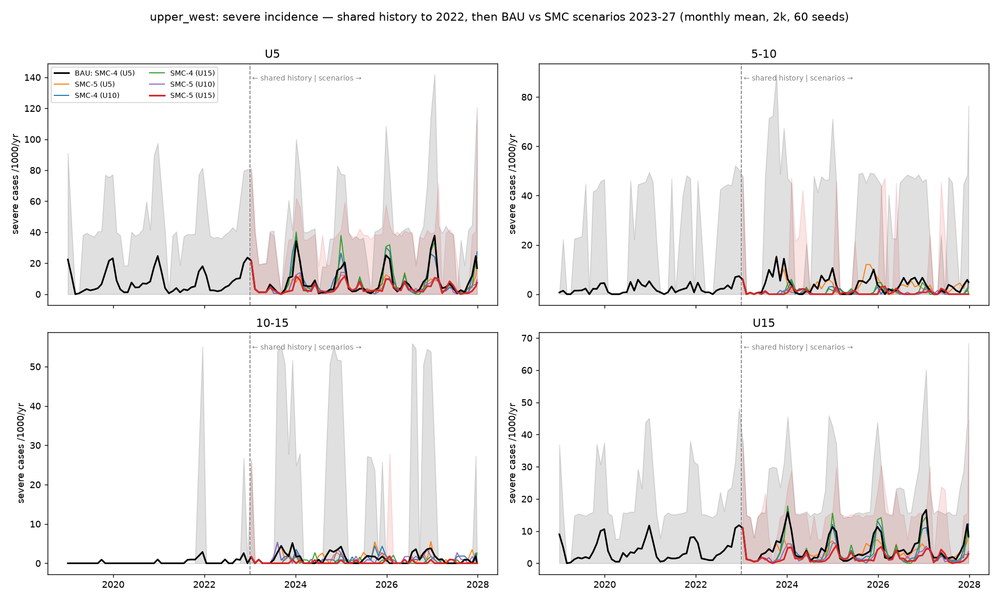 upper_west: severe incidence — shared history to 2022, then BAU vs SMC scenarios 2023-27 (monthly mean, 2k, 60 seeds)
U5
severe cases /1000/yr
140
120
100
80
60
40
20
0
BAU: SMC-4 (U5)
SMC-5 (U5)
SMC-4 (U10)
SMC-4 (U15)
SMC-5 (U10)
SMC-5 (U15)
← shared history | scenarios →
5-10
severe cases /1000/yr
80
60
40
20
0
← shared history | scenarios →
10-15
severe cases /1000/yr
50
40
30
20
10
0
← shared history | scenarios →
2020 2022 2024 2026 2028
U15
severe cases /1000/yr
70
60
50
40
30
20
10
0
← shared history | scenarios →
2020 2022 2024 2026 2028